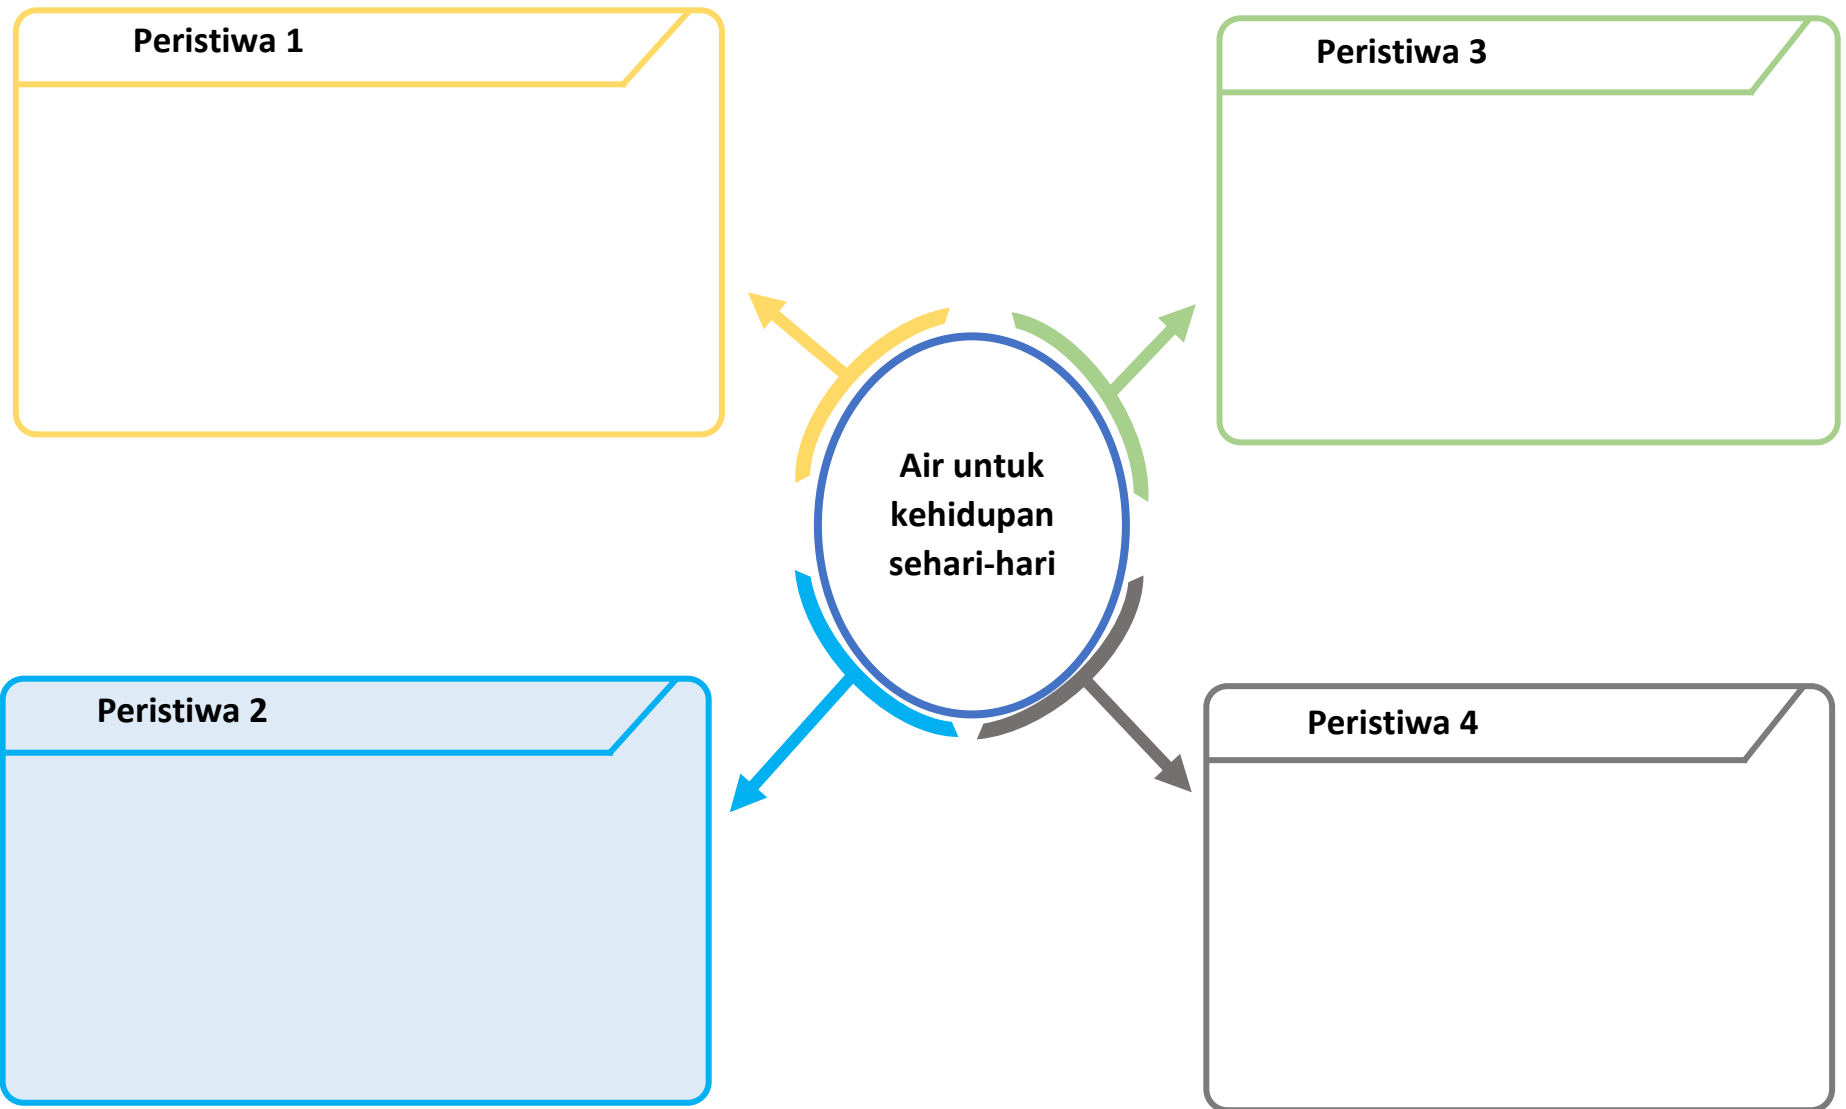 Peristiwa 1
Peristiwa 3
Air untuk
kehidupan
sehari-hari
Peristiwa 2
Peristiwa 4